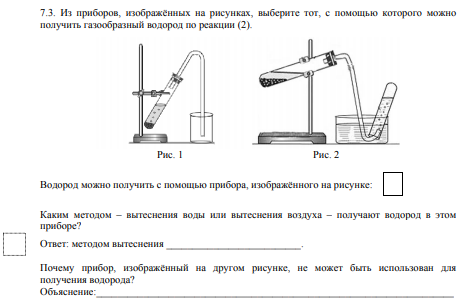 7.3. Из приборов, изображённых на рисунках, выберите тот, с помощью которого можно
получить газообразный водород по реакции (2).
Рис. 1
Рис. 2
Водород можно получить с помощью прибора, изображённого на рисунке:
Каким методом – вытеснения воды или вытеснения воздуха – получают водород в этом
приборе?
Ответ: методом вытеснения ___________________________.
Почему прибор, изображённый на другом рисунке, не может быть использован для
получения водорода?
Объяснение:_______________________________________________________________________